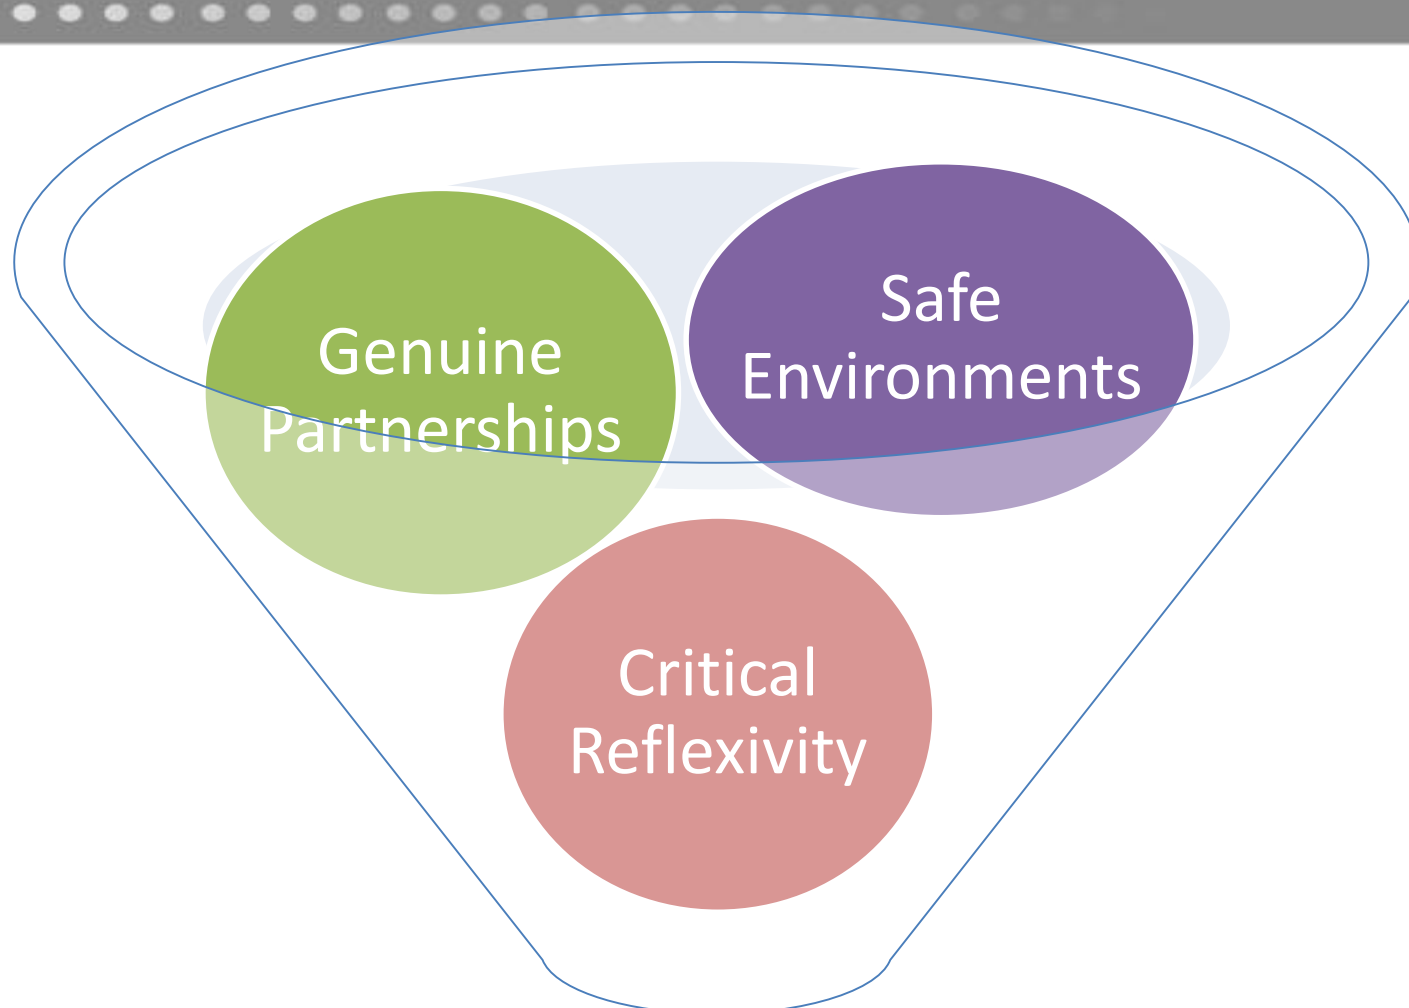 Genuine
Partnerships
Safe
Environments
Critical
Reflexivity